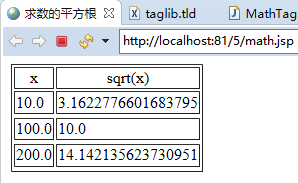 求数的平方根
taglib.tld
MathTag
http://localhost:81/5/math.jsp
x sqrt(x)
10.0 3.1622776601683795
100.0 10.0
200.0 14.142135623730951